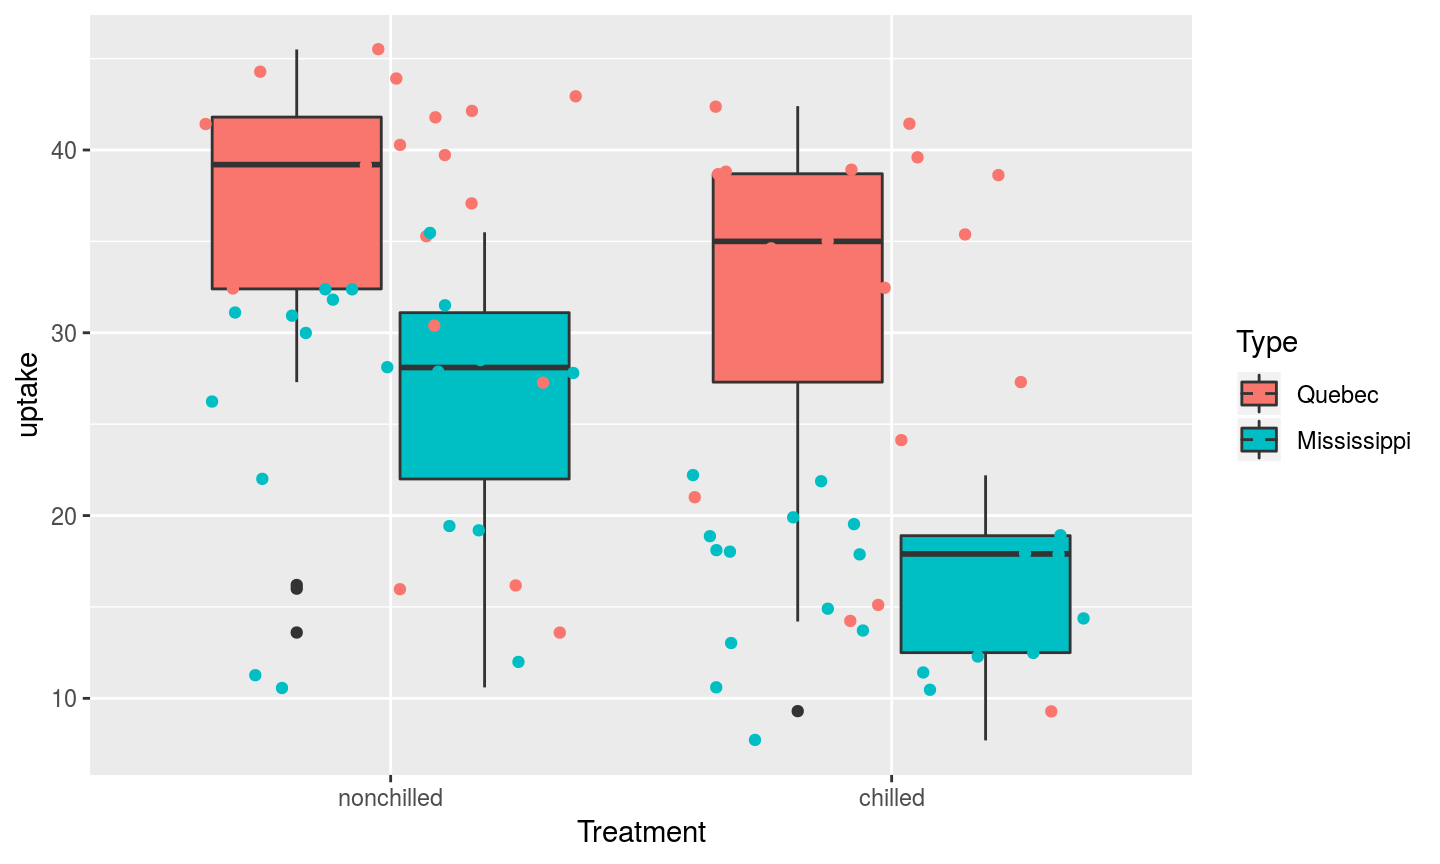 40
30
20
10
uptake
nonchilled
chilled
Treatment
Type
Quebec
Mississippi